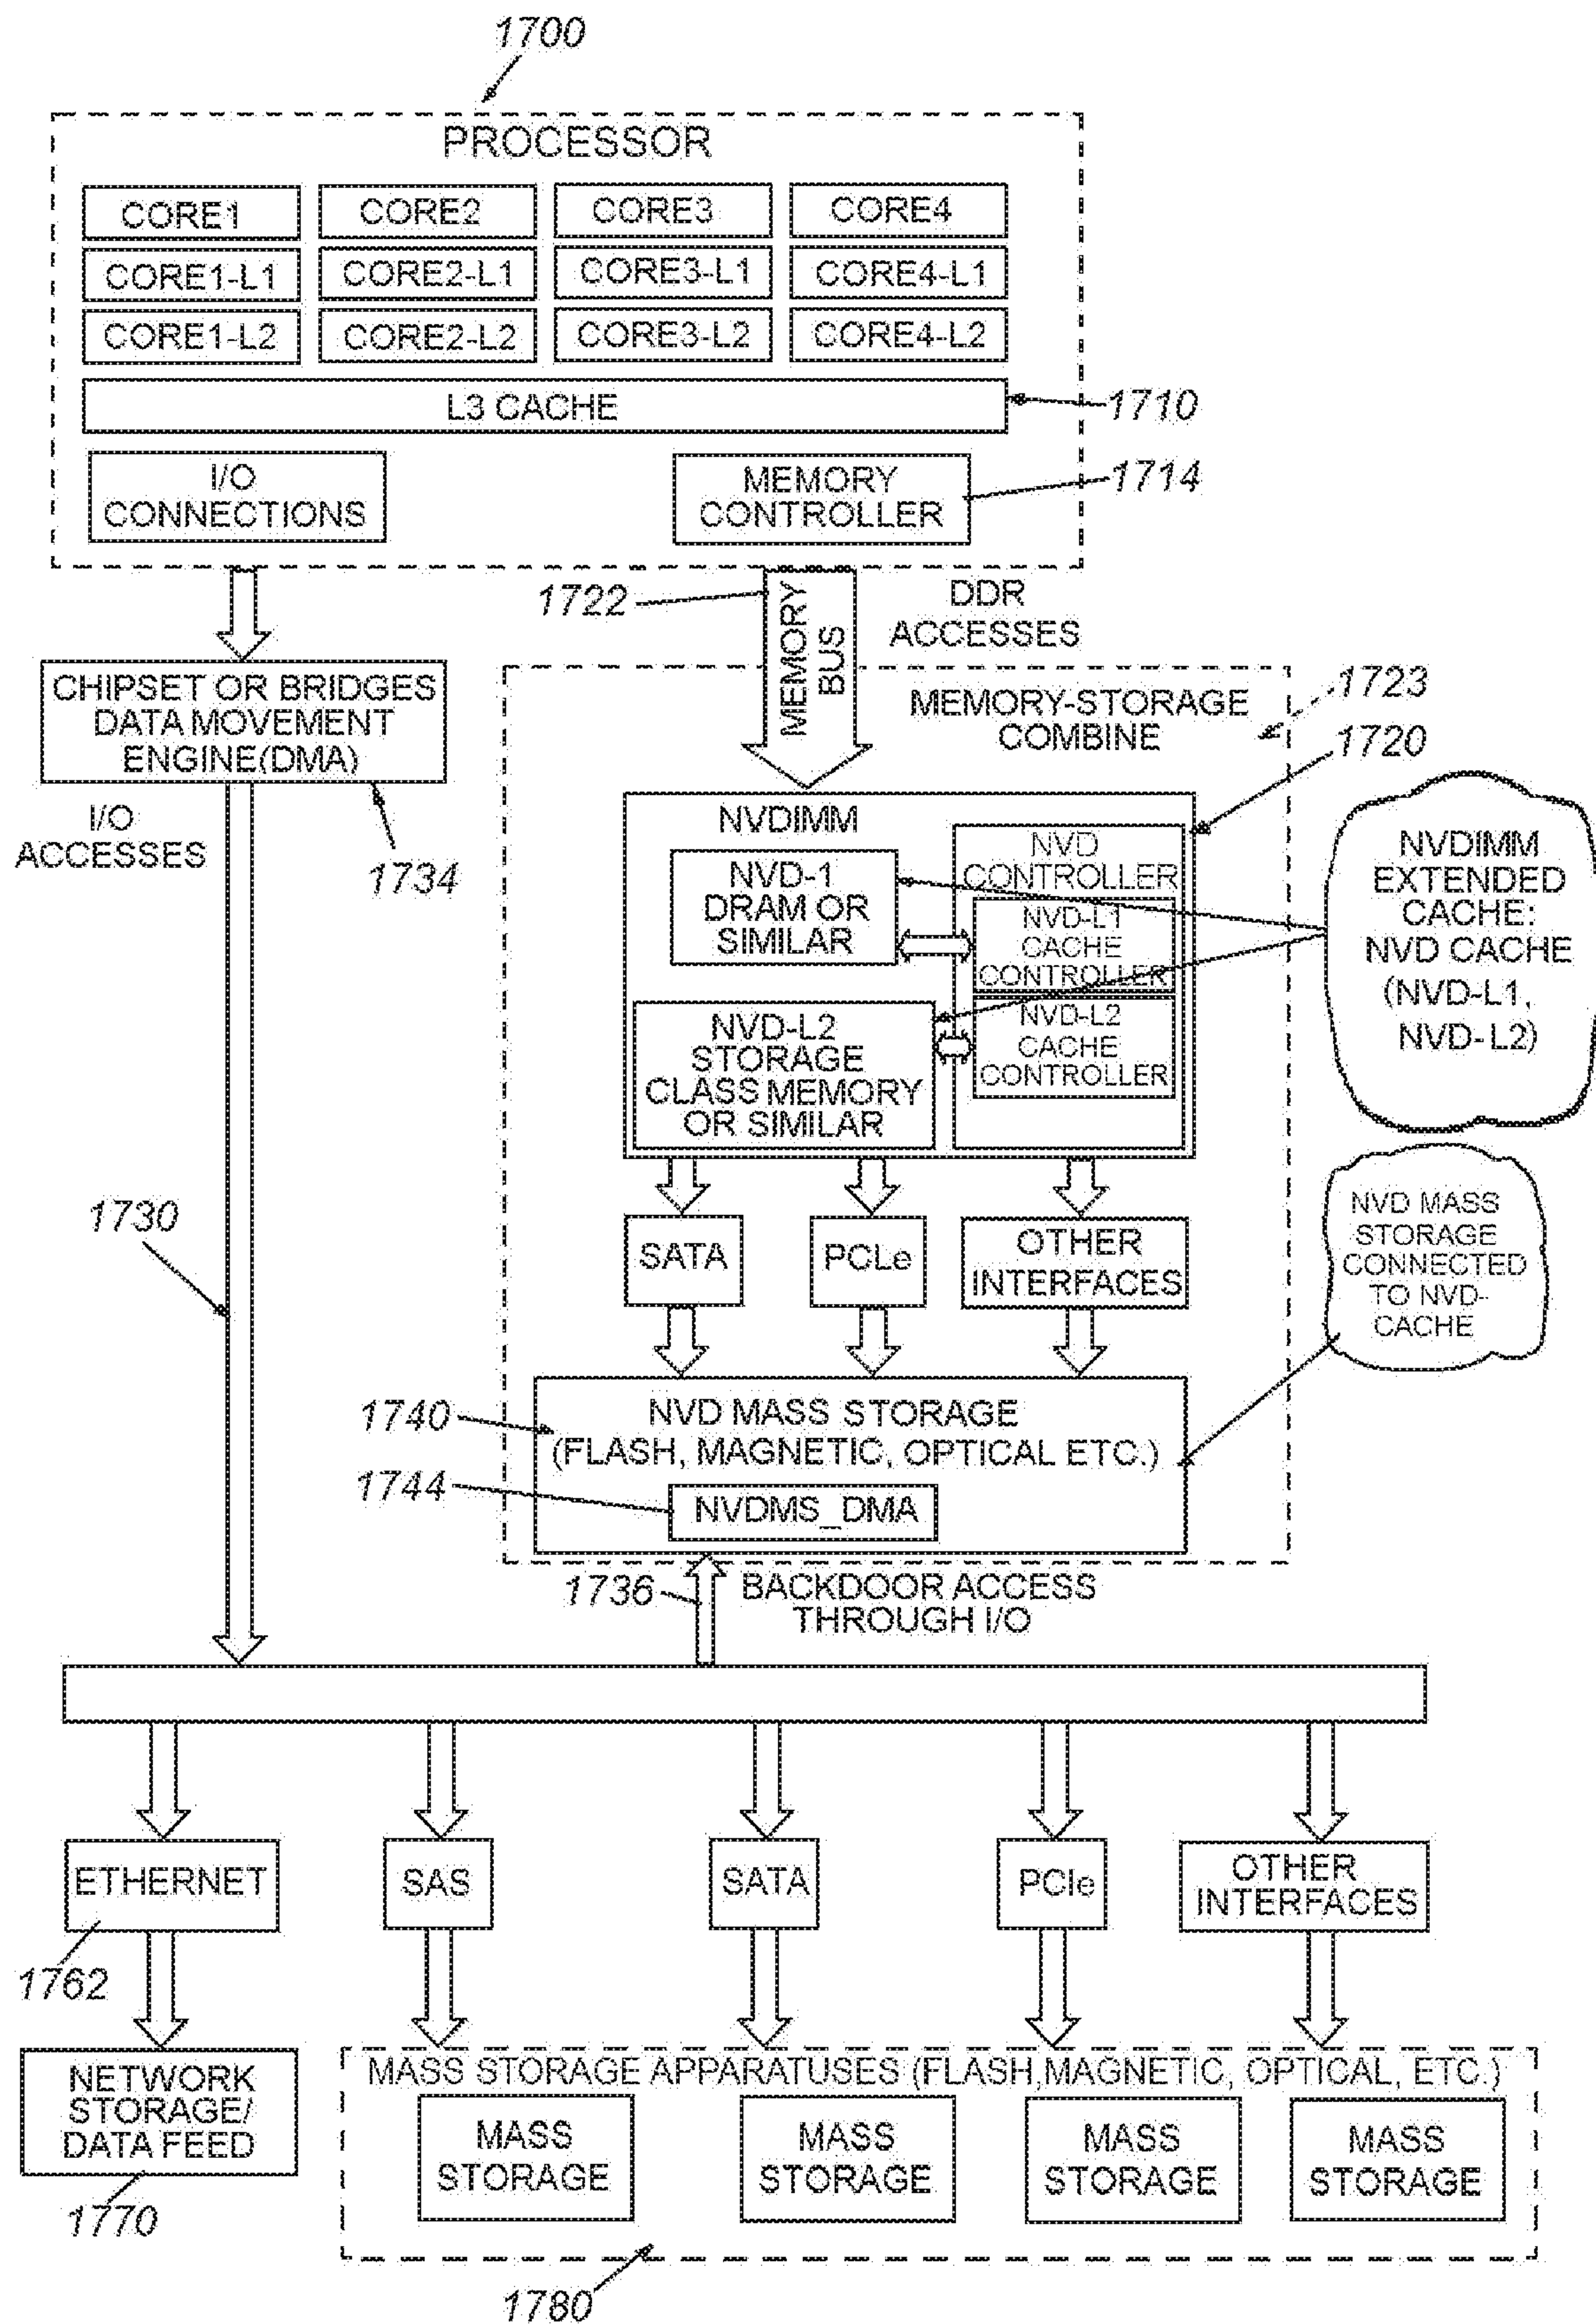 1700
PROCESSOR
CORE1
CORE2
CORE3
CORE4
CORE1-L1
CORE2-L1
CORE3-L1
CORE4-L1
CORE1-L2
CORE2-L2
CORE3-L2
CORE4-L2
L3 CACHE
1710
I/O
CONNECTIONS
MEMORY
CONTROLLER
1714
1722
MEMORY
BUS
DDR
ACCESSES
CHIPSET OR BRIDGES
DATA MOVEMENT
ENGINE(DMA)
1734
I/O
ACCESSES
1730
MEMORY-STORAGE
COMBINE
1723
1720
NVDIMM
NVD-1
DRAM OR
SIMILAR
NVD
CONTROLLER
NVD-L1
CACHE
CONTROLLER
NVD-L2
STORAGE
CLASS MEMORY
OR SIMILAR
NVD-L2
CACHE
CONTROLLER
NVDIMM
EXTENDED
CACHE:
NVD CACHE
(NVD-L1,
NVD-L2)
SATA
PCLe
OTHER
INTERFACES
NVD MASS
STORAGE
CONNECTED
TO NVD-
CACHE
1740
NVD MASS STORAGE
(FLASH, MAGNETIC, OPTICAL ETC.)
1744
NVDMS_DMA
1736
BACKDOOR ACCESS
THROUGH I/O
ETHERNET
SAS
SATA
PCIe
OTHER
INTERFACES
1762
NETWORK
STORAGE/
DATA FEED
1770
MASS STORAGE APPARATUSES (FLASH,MAGNETIC, OPTICAL, ETC.)
MASS
STORAGE
MASS
STORAGE
MASS
STORAGE
MASS
STORAGE
1780